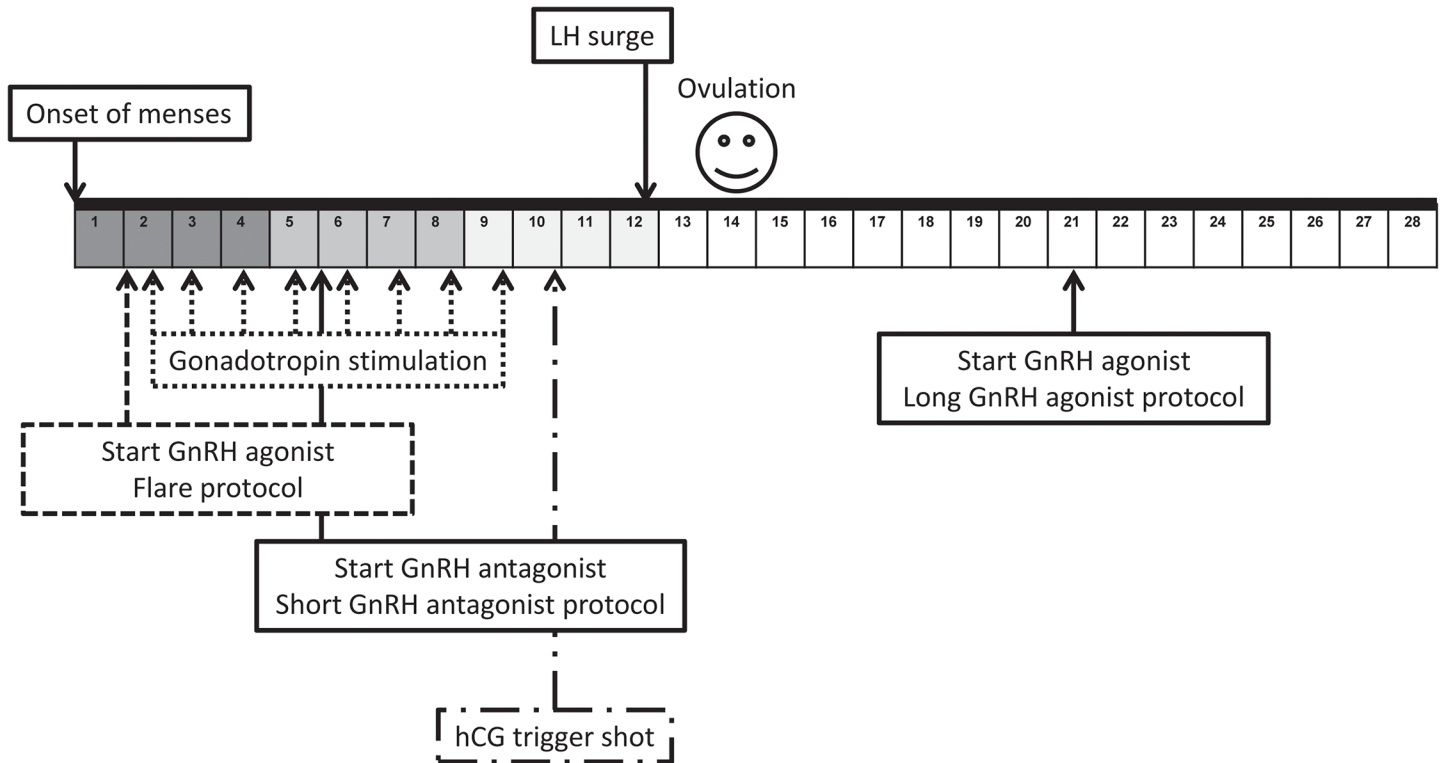 LH surge
Ovulation
Onset of menses
1 2 3 4 5 6 7 8 9 10 11 12 13 14 15 16 17 18 19 20 21 22 23 24 25 26 27 28
Gonadotropin stimulation
Start GnRH agonist
Long GnRH agonist protocol
Start GnRH agonist
Flare protocol
Start GnRH antagonist
Short GnRH antagonist protocol
hCG trigger shot